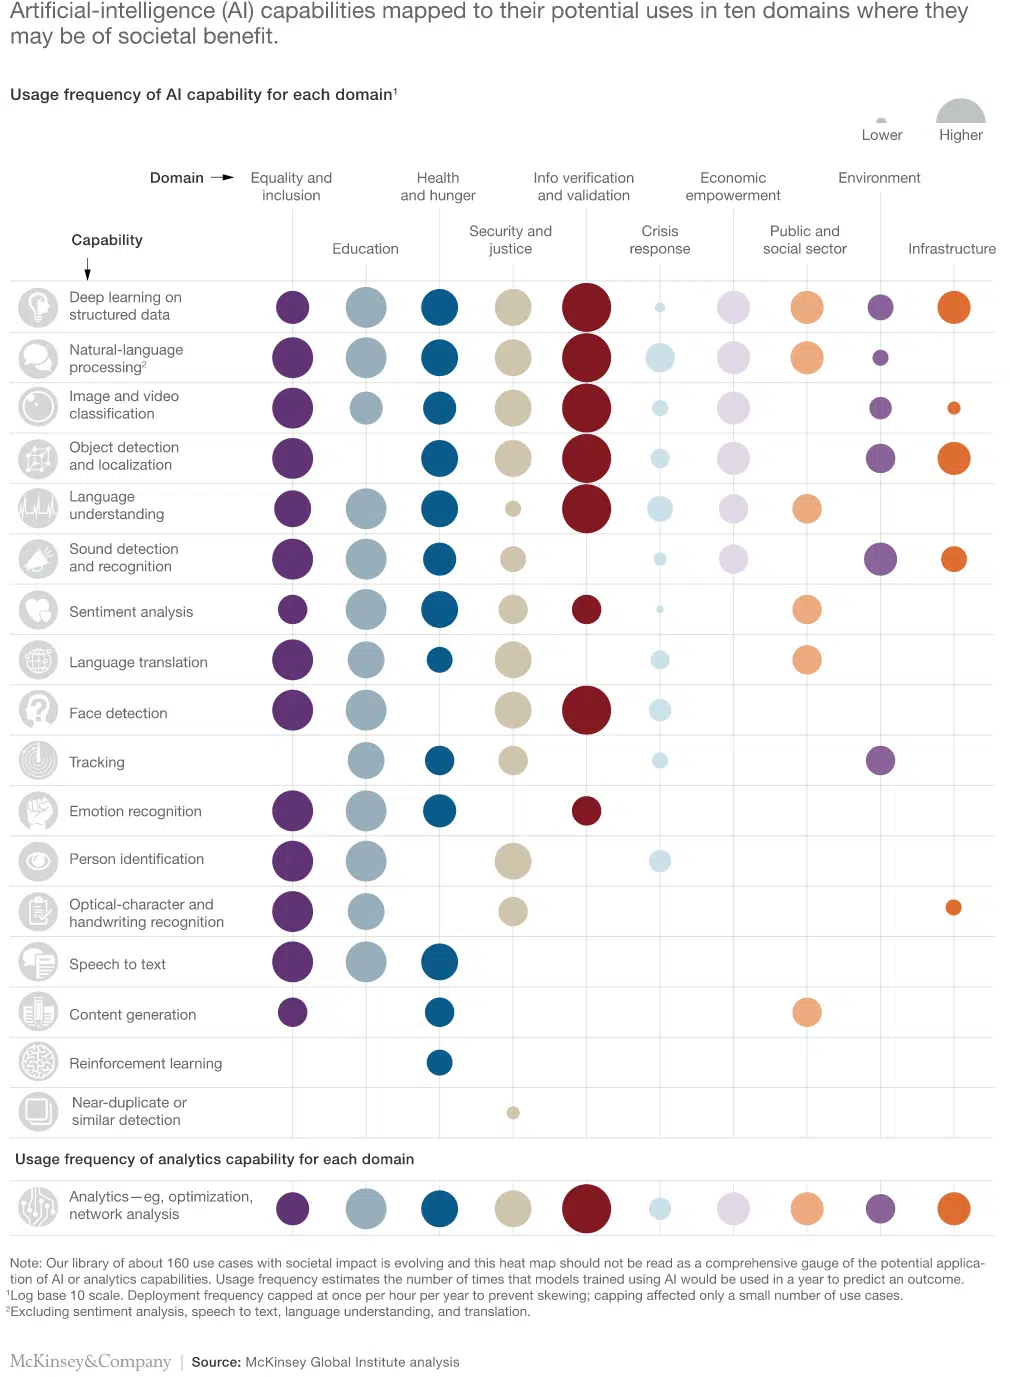 Artificial-intelligence (AI) capabilities mapped to their potential uses in ten domains where they
may be of societal benefit.
Usage frequency of AI capability for each domain¹
Lower
Higher
Domain
Equality and
inclusion
Health
and hunger
Info verification
and validation
Economic
empowerment
Environment
Capability
Education
Security and
justice
Crisis
response
Public and
social sector
Infrastructure
Deep learning on
structured data
Natural-language
processing²
Image and video
classification
Object detection
and localization
Language
understanding
Sound detection
and recognition
Sentiment analysis
Language translation
Face detection
Tracking
Emotion recognition
Person identification
Optical-character and
handwriting recognition
Speech to text
Content generation
Reinforcement learning
Near-duplicate or
similar detection
Usage frequency of analytics capability for each domain
Analytics—eg, optimization,
network analysis
Note: Our library of about 160 use cases with societal impact is evolving and this heat map should not be read as a comprehensive gauge of the potential applica-
tion of AI or analytics capabilities. Usage frequency estimates the number of times that models trained using AI would be used in a year to predict an outcome.
¹Log base 10 scale. Deployment frequency capped at once per hour per year to prevent skewing; capping affected only a small number of use cases.
²Excluding sentiment analysis, speech to text, language understanding, and translation.
McKinsey&Company | Source: McKinsey Global Institute analysis